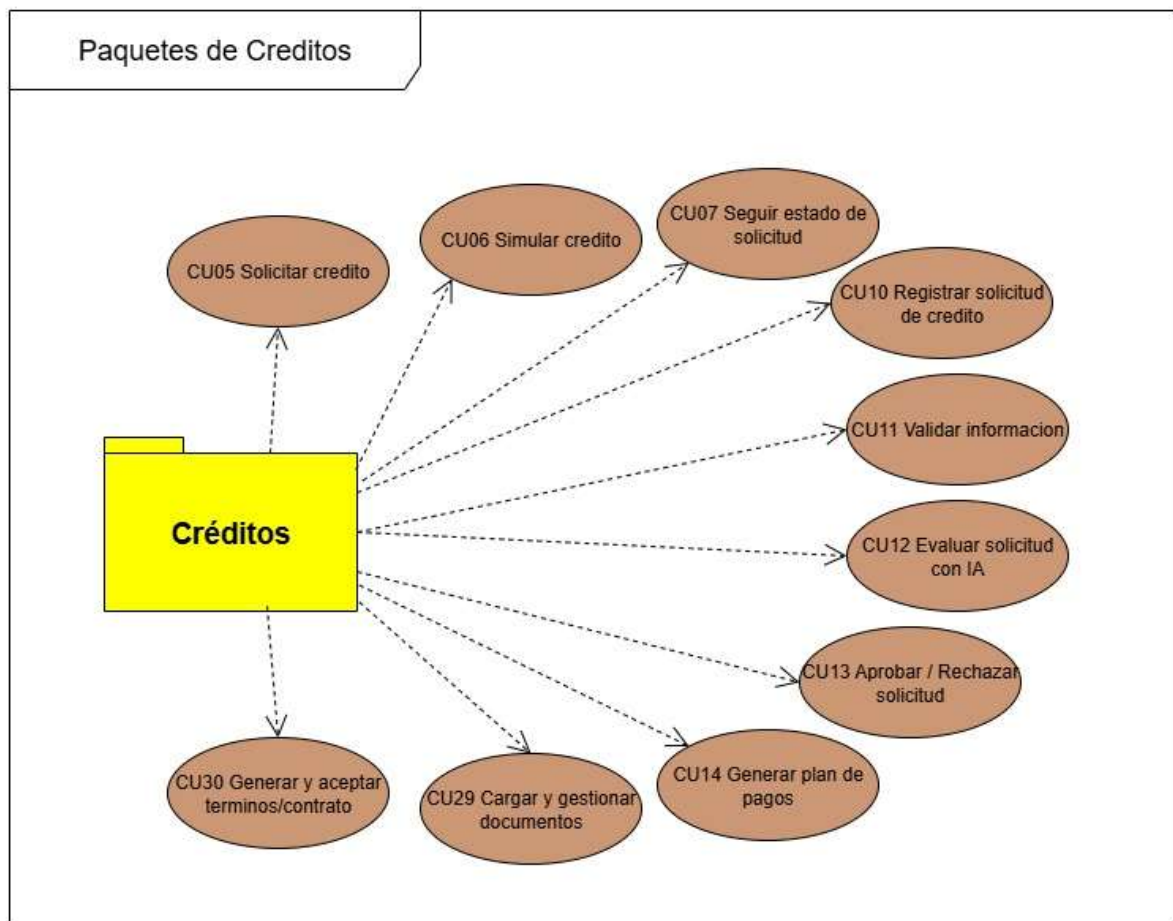 Paquetes de Creditos
CU05 Solicitar credito
CU06 Simular credito
CU07 Seguir estado de
solicitud
CU10 Registrar solicitud
de credito
CU11 Validar informacion
CU12 Evaluar solicitud
con IA
CU13 Aprobar / Rechazar
solicitud
CU14 Generar plan de
pagos
CU29 Cargar y gestionar
documentos
CU30 Generar y aceptar
terminos/contrato
Créditos